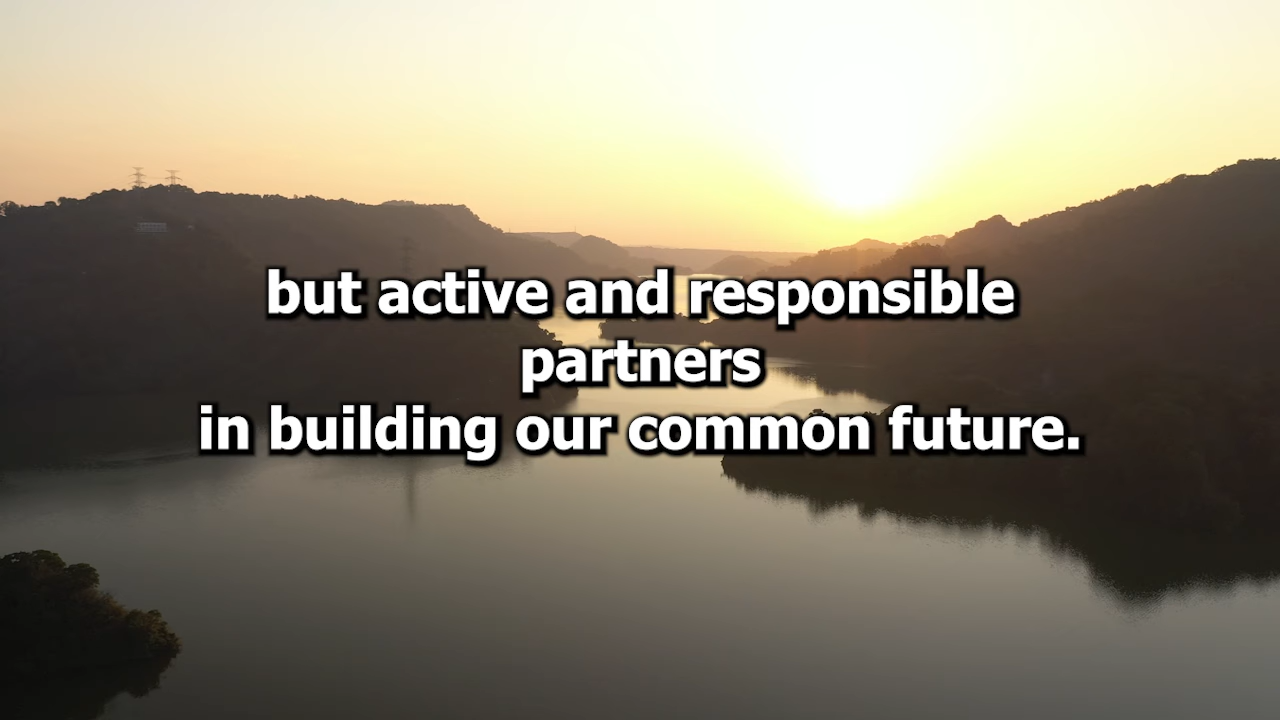 but active and responsible
partners
in building our common future.